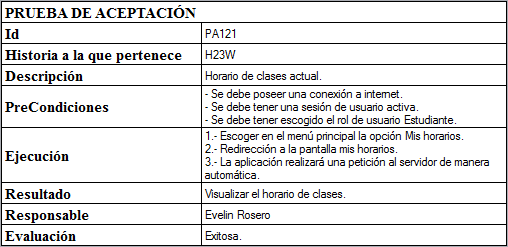 PRUEBA DE ACEPTACIÓN
Id PA121
Historia a la que pertenece H23W
Descripción Horario de clases actual.
PreCondiciones
- Se debe poseer una conexión a internet.
- Se debe tener una sesión de usuario activa.
- Se debe tener escogido el rol de usuario Estudiante.
Ejecución
1.- Escoger en el menú principal la opción Mis horarios.
2.- Redirección a la pantalla mis horarios.
3.- La aplicación realizará una petición al servidor de manera
automática.
Resultado Visualizar el horario de clases.
Responsable Evelin Rosero
Evaluación Exitosa.